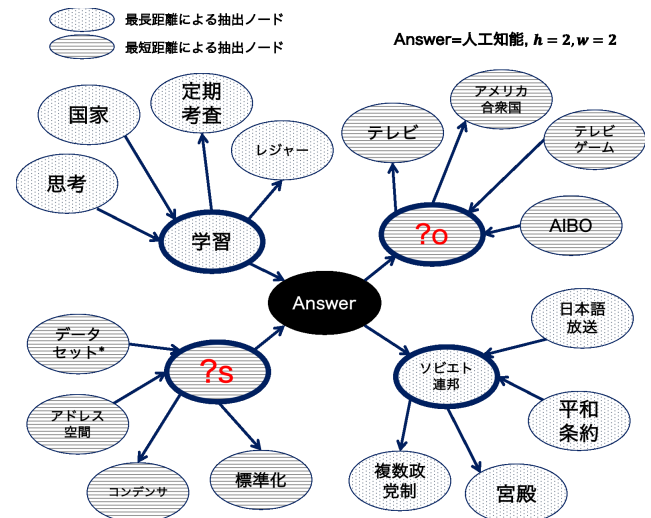 最長距離による抽出ノード
最短距離による抽出ノード
Answer=人工知能, h = 2, w = 2
国家
定期
考査
レジャー
思考
学習
テレビ
アメリカ
合衆国
テレビ
ゲーム
AIBO
?o
Answer
データ
セット*
?s
アドレス
空間
コンデンサ
標準化
日本語
放送
ソビエト
連邦
平和
条約
複数政
党制
宮殿